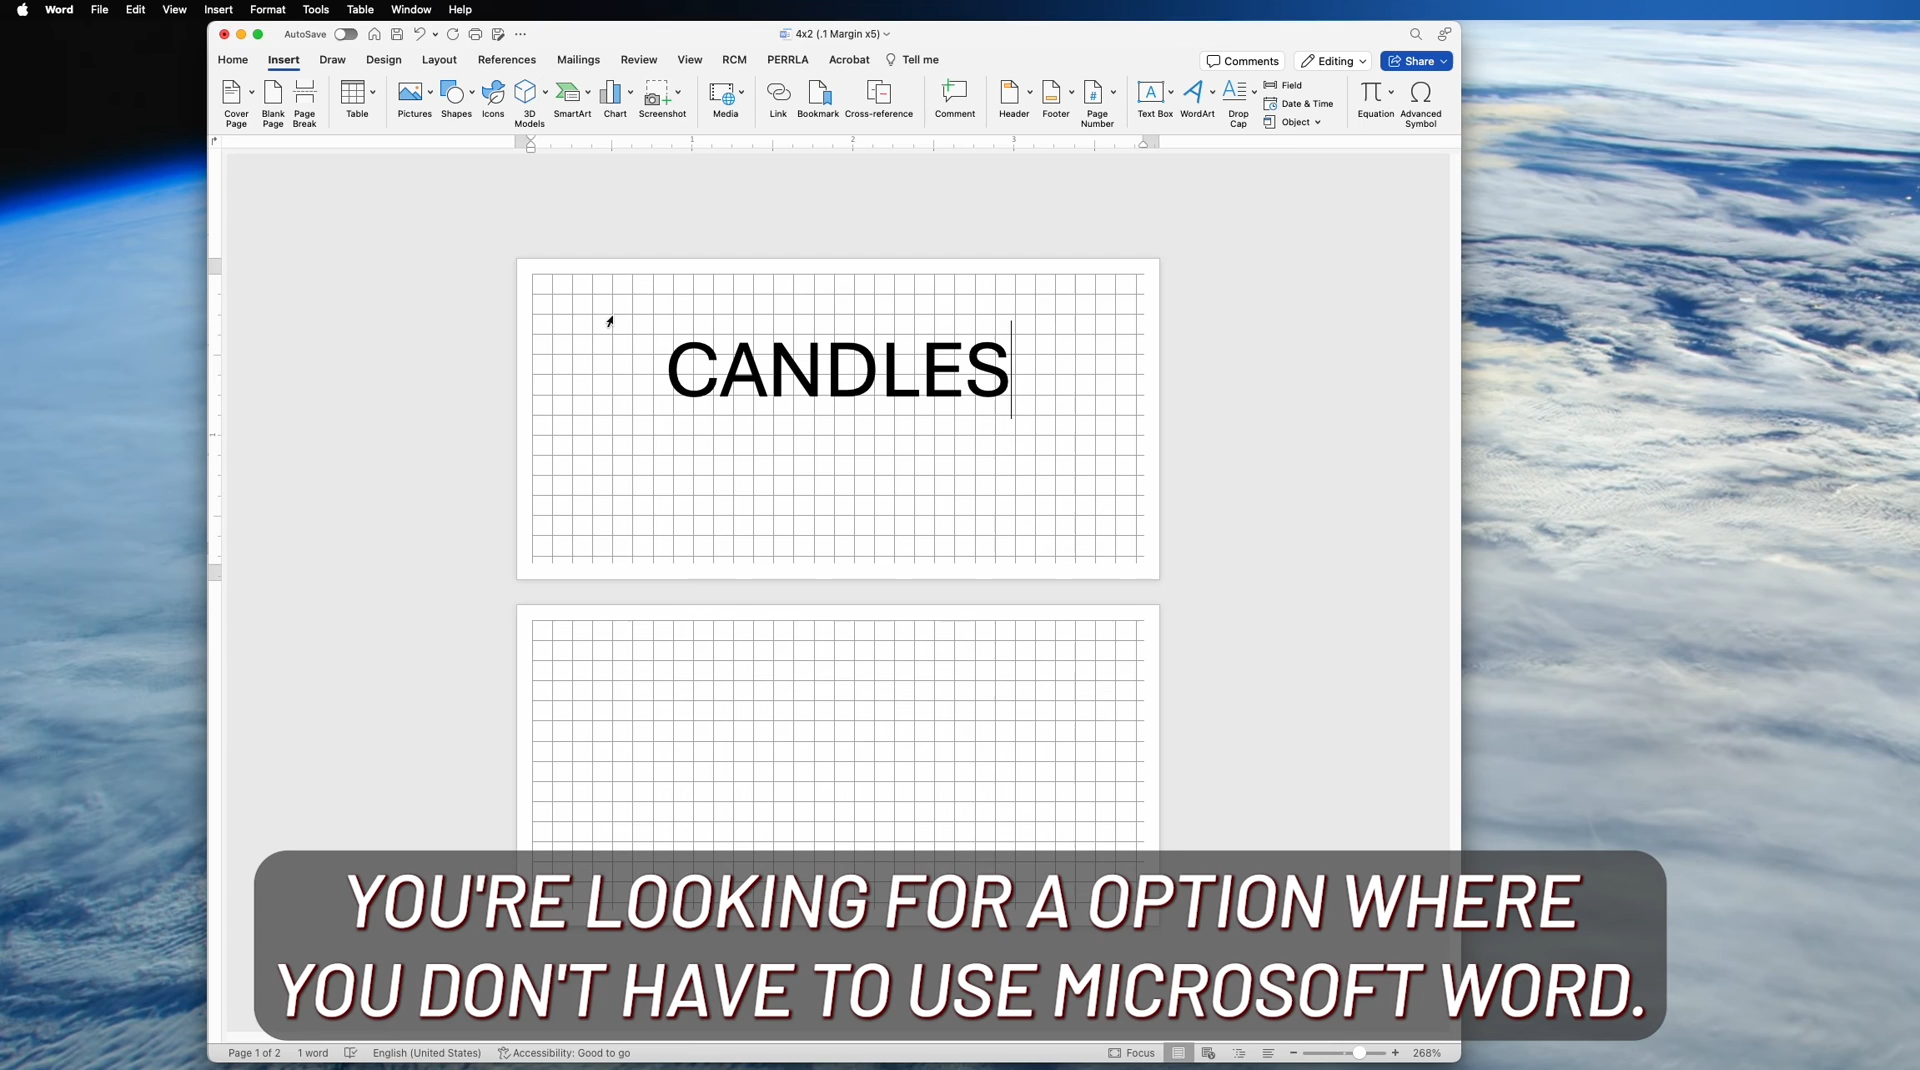 Word File Edit View Insert Format Tools Table Window Help
AutoSave 4x2 (.1 Margin x5)
Home Insert Draw Design Layout References Mailings Review View RCM PERRLA Acrobat Tell me Comments Editing Share
Cover Page Blank Page Page Break Table Pictures Shapes Icons 3D Models SmartArt Chart Screenshot Media Link Bookmark Cross-reference Comment Header Footer Page Number Text Box WordArt Drop Cap Field Date & Time Object Equation Advanced Symbol
1 2 3
CANDLES
1
YOU'RE LOOKING FOR A OPTION WHERE
YOU DON'T HAVE TO USE MICROSOFT WORD.
Page 1 of 2 1 word English (United States) Accessibility: Good to go Focus 268%